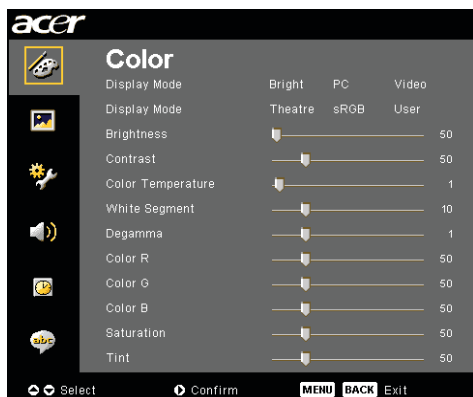 acer
Color
Display Mode Bright PC Video
Display Mode Theatre sRGB User
Brightness 50
Contrast 50
Color Temperature 1
White Segment 10
Degamma 1
Color R 50
Color G 50
Color B 50
Saturation 50
abc
Tint 50
Select Confirm MENU BACK Exit